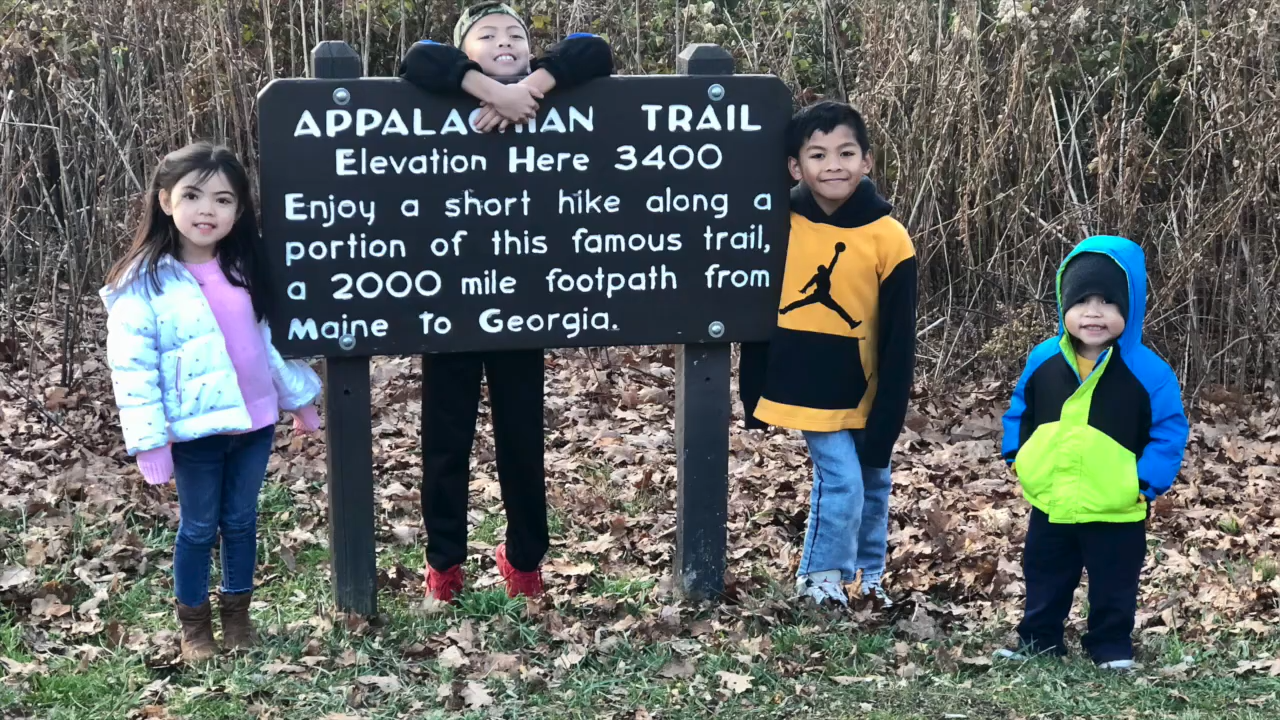 APPALACHIAN TRAIL
Elevation Here 3400
Enjoy a short hike along a
portion of this famous trail,
a 2000 mile footpath from
Maine to Georgia.